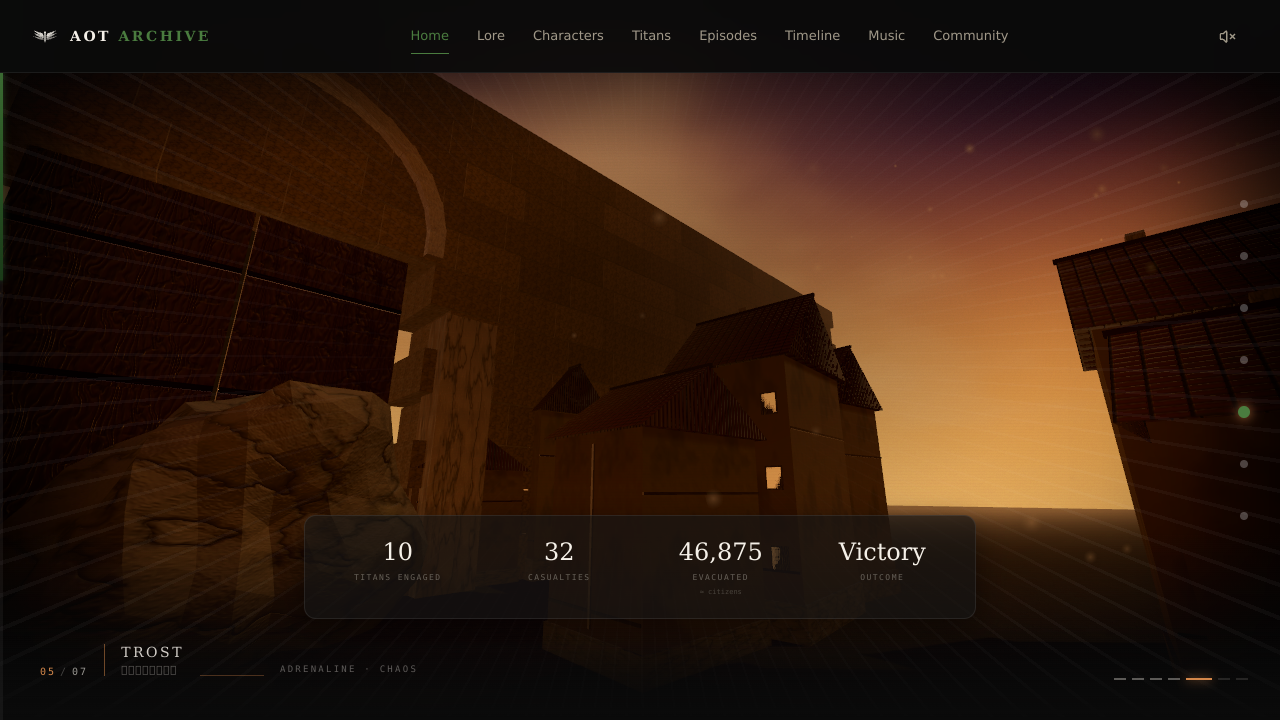 AOT ARCHIVE
Home Lore Characters Titans Episodes Timeline Music Community
10 32 46,875 Victory
TITANS ENGAGED CASUALTIES EVACUATED OUTCOME
≈ citizens
TROST
05 / 07
ADRENALINE · CHAOS